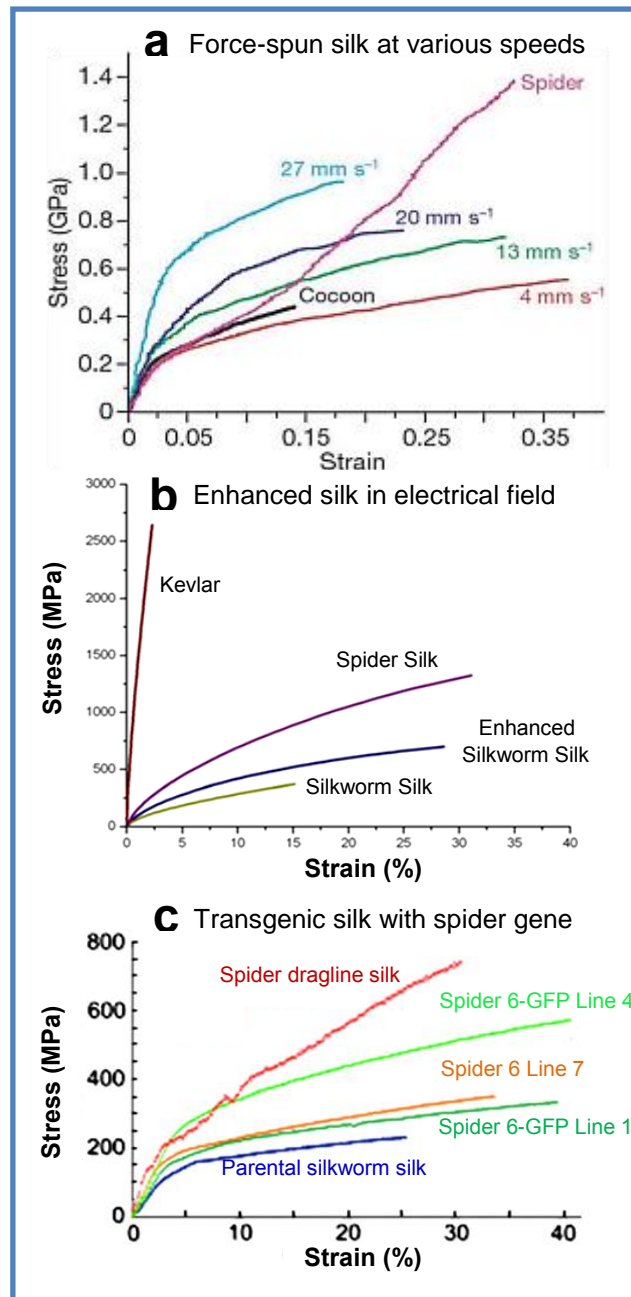 a Force-spun silk at various speeds
1.4
1.2
1.0
0.8
0.6
0.4
0.2
0
Stress (GPa)
Spider
27 mm s⁻¹
20 mm s⁻¹
13 mm s⁻¹
Cocoon
4 mm s⁻¹
0 0.05 0.15 0.25 0.35
Strain
b Enhanced silk in electrical field
3000
2500
2000
1500
1000
500
0
Stress (MPa)
Kevlar
Spider Silk
Enhanced
Silkworm Silk
Silkworm Silk
0 5 10 15 20 25 30 35 40
Strain (%)
c Transgenic silk with spider gene
800
600
400
200
0
Stress (MPa)
Spider dragline silk
Spider 6-GFP Line 4
Spider 6 Line 7
Spider 6-GFP Line 1
Parental silkworm silk
0 10 20 30 40
Strain (%)